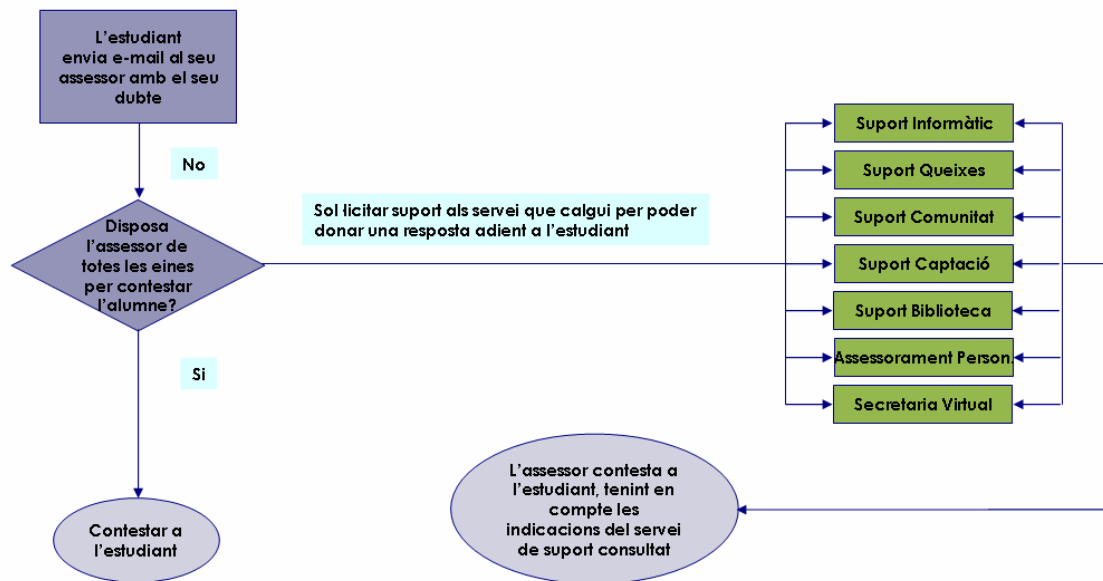 L'estudiant
envia e-mail al seu
assessor amb el seu
dubte
No
Disposa
l'assessor de
totes les eines
per contestar
l'alumne?
Sol·licitar suport als servei que calgui per poder
donar una resposta adient a l'estudiant
Suport Informàtic
Suport Queixes
Suport Comunitat
Suport Captació
Suport Biblioteca
Assessorament Person.
Secretaria Virtual
Si
Contestar a
l'estudiant
L'assessor contesta a
l'estudiant, tenint en
compte les
indicacions del servei
de suport consultat